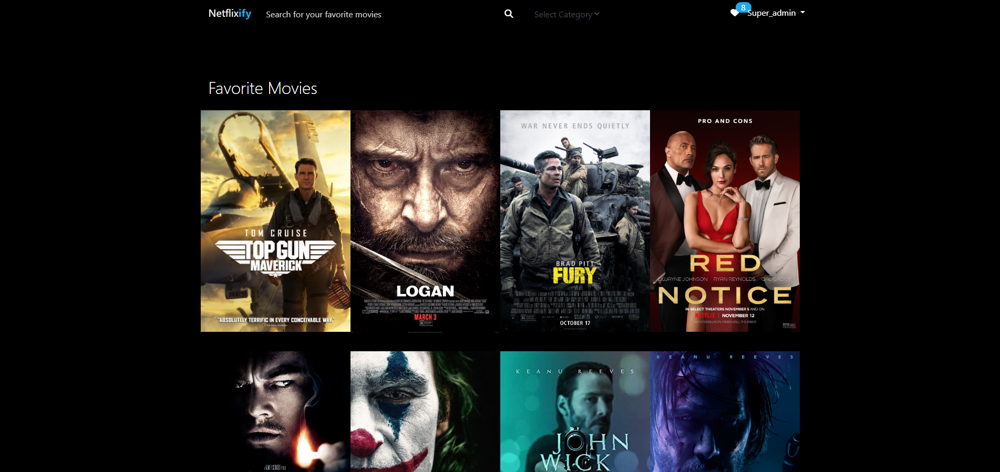 Netflixify
Search for your favorite movies
Select Category
8
Super_admin
Favorite Movies
TOM CRUISE
TOP GUN
MAVERICK
"ABSOLUTELY TERRIFIC IN EVERY CONCEIVABLE WAY."
LOGAN
MARCH 3
WAR NEVER ENDS QUIETLY
BRAD PITT
FURY
OCTOBER 17
PRO AND CONS
RED
DWAYNE JOHNSON RYAN REYNOLDS GAL GADOT
NOTICE
IN SELECT THEATERS NOVEMBER 5 AND ON
NETFLIX | NOVEMBER 12
KEANU REEVES
JOHN
WICK
KEANU REEVES